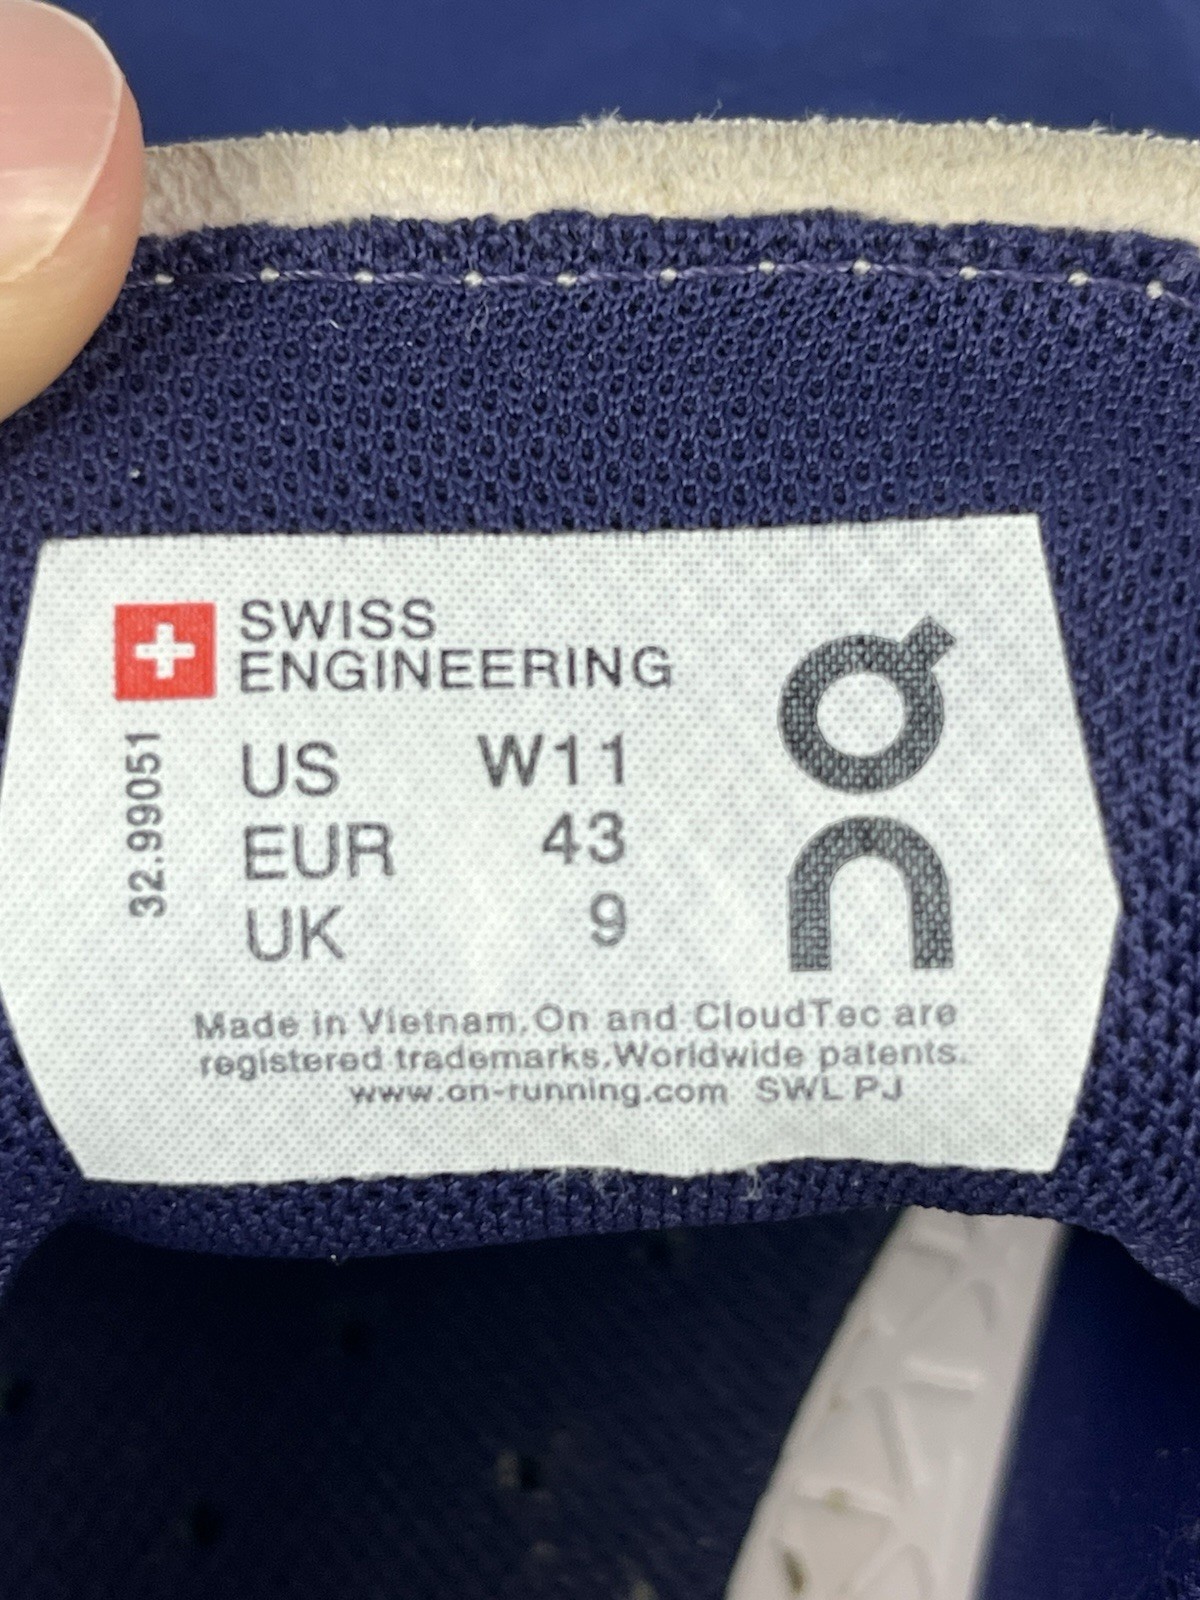 SWISS
ENGINEERING
32.99051
US W11
EUR 43
UK 9
On
Made in Vietnam.On and CloudTec are
registered trademarks.Worldwide patents.
www.on-running.com SWL PJ